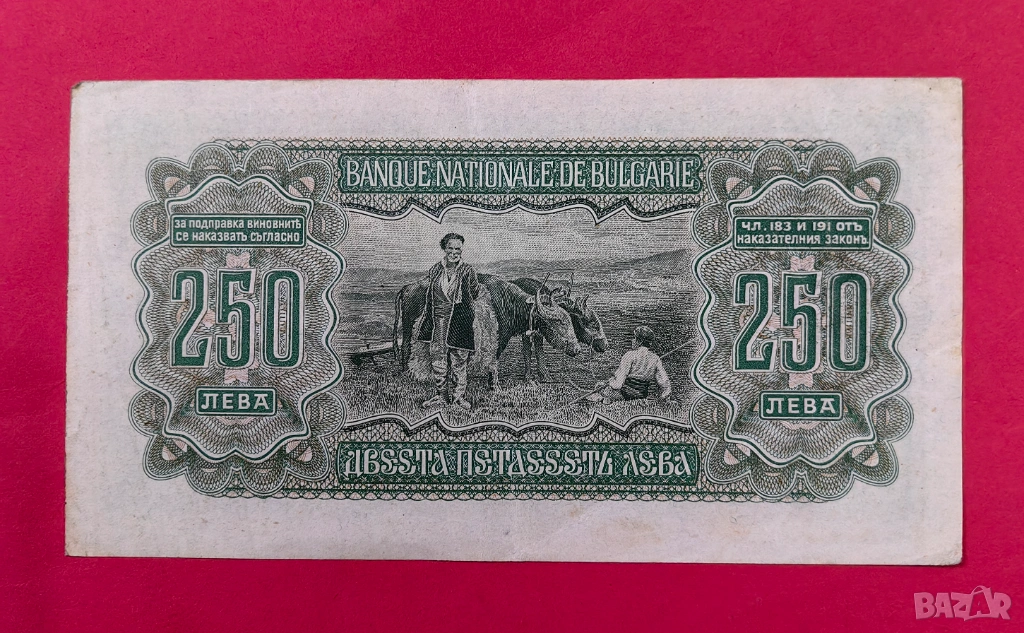 BANQUE NATIONALE DE BULGARIE
ЗА ПОДПРАВКА ВИНОВНИТѢ
СЕ НАКАЗВАТЪ СЪГЛАСНО
ЧЛ. 183 И 191 ОТЪ
НАКАЗАТЕЛНИЯ ЗАКОНЪ
250
250
ЛЕВА
ЛЕВА
ДВЕСТА ПЕТДЕСЕТЬ ЛЕВА
BAZAR